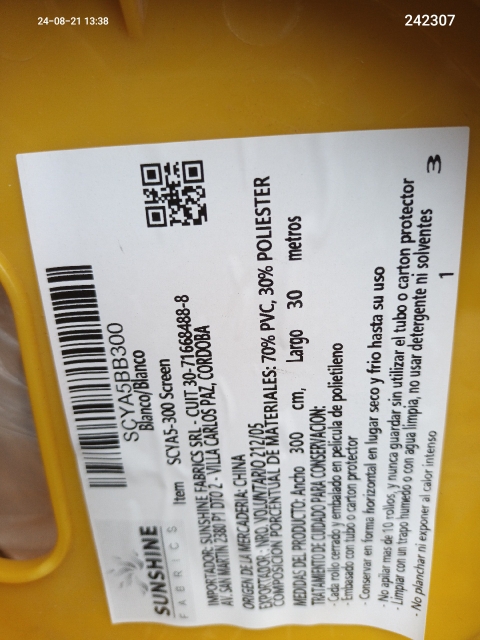 24-08-21 13:38
242307
SCYA5BB300
Blanco/Blanco
SUNSHINE
FABRICS
Item SCYA5-300 Screen
IMPORTADOR: SUNSHINE FABRICS SRL - CUIT 30-71668488-8
AV. SAN MARTIN 2380 P1 DTO 2 - VILLA CARLOS PAZ, CORDOBA
ORIGEN DE LA MERCADERIA: CHINA
EXPORTADOR - NRO. VOLUNTARIO 212/05
COMPOSICIÓN PORCENTUAL DE MATERIALES: 70% PVC, 30% POLIESTER
MEDIDAS DE PRODUCTO: Ancho 300 cm, Largo 30 metros
TRATAMIENTO DE CUIDADO PARA CONSERVACION:
- Cada rollo cerrado y embalado en pelicula de polietileno
- Embasado con tubo o carton protector
- Conservar en forma horizontal en lugar seco y frio hasta su uso
- No apilar mas de 10 rollos, y nunca guardar sin utilizar el tubo o carton protector
- Limpiar con un trapo humedo o con agua limpia, no usar detergente ni solventes
- No planchar ni exponer al calor intenso
1
3